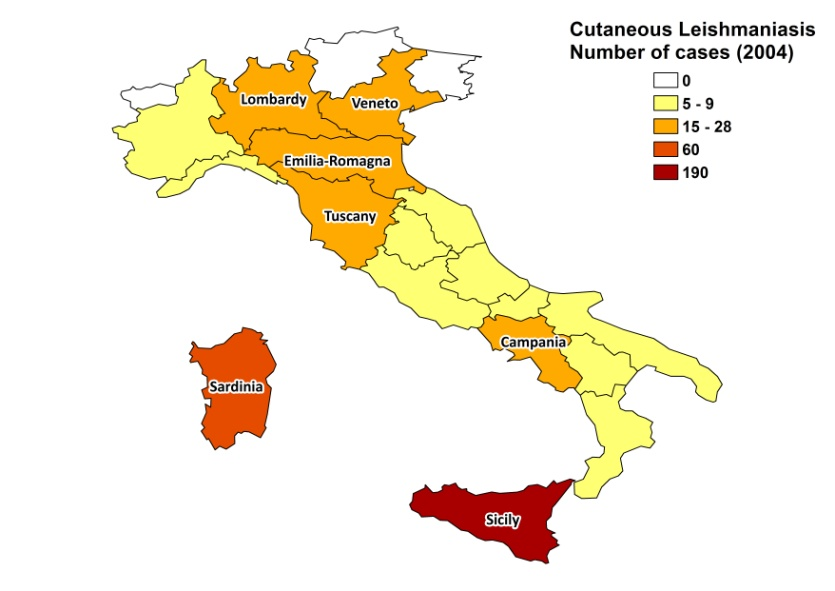 Cutaneous Leishmaniasis
Number of cases (2004)
0
5 - 9
15 - 28
60
190
Lombardy
Veneto
Emilia-Romagna
Tuscany
Campania
Sardinia
Sicily